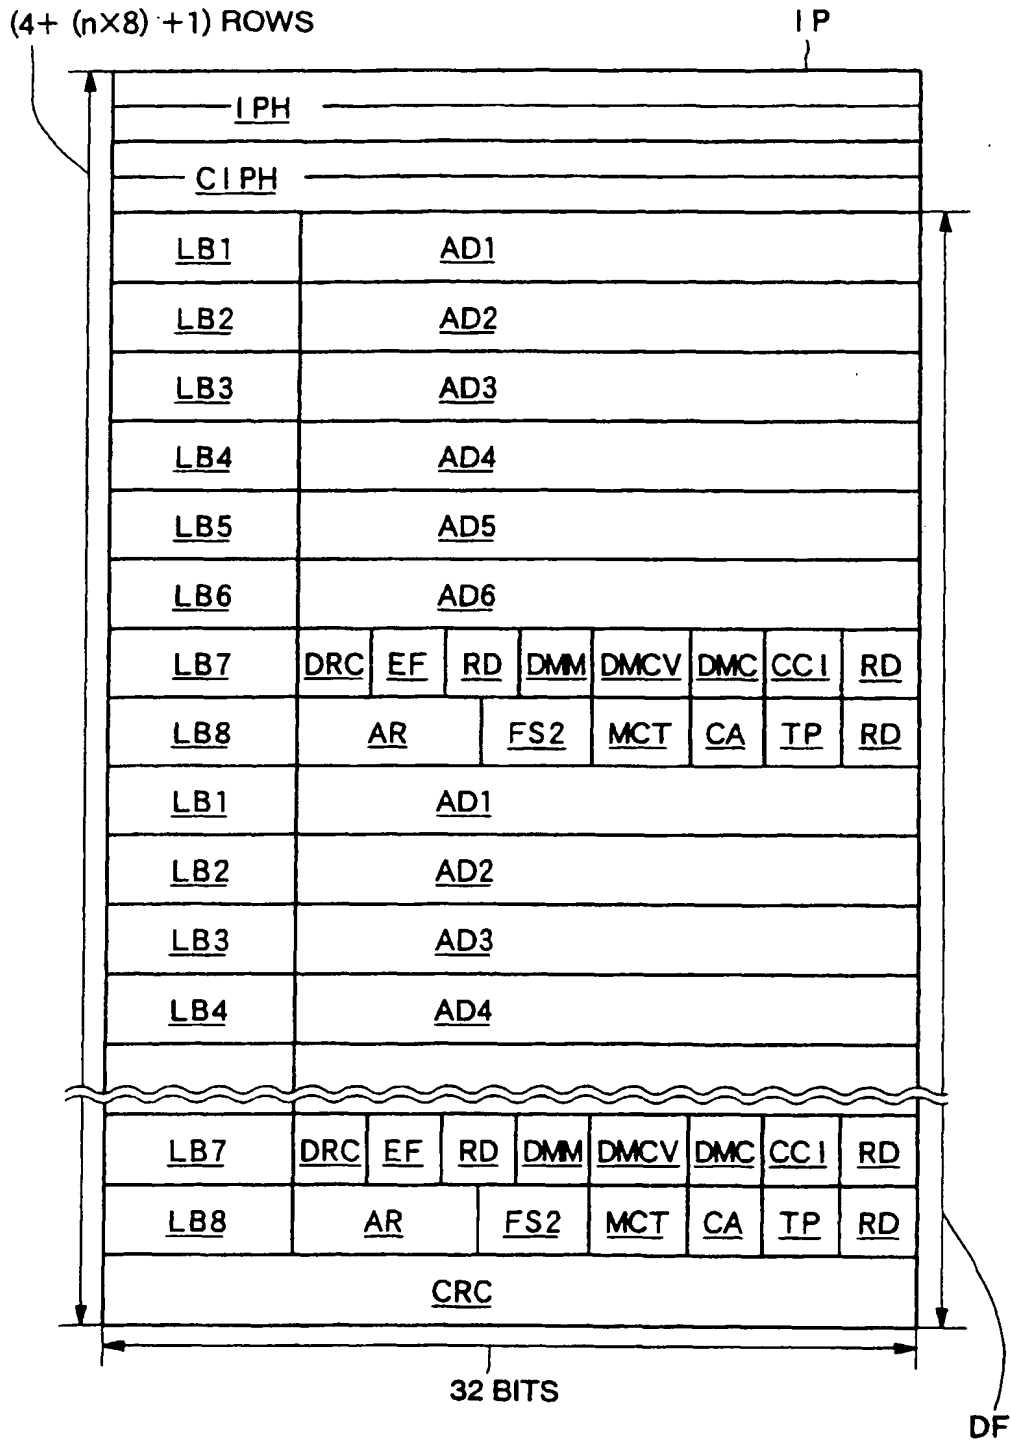 (4+ (n×8) +1) ROWS
IP
IPH
CIPH
LB1 AD1
LB2 AD2
LB3 AD3
LB4 AD4
LB5 AD5
LB6 AD6
LB7 DRC EF RD DMM DMCV DMC CCI RD
LB8 AR FS2 MCT CA TP RD
LB1 AD1
LB2 AD2
LB3 AD3
LB4 AD4
LB7 DRC EF RD DMM DMCV DMC CCI RD
LB8 AR FS2 MCT CA TP RD
CRC
32 BITS
DF